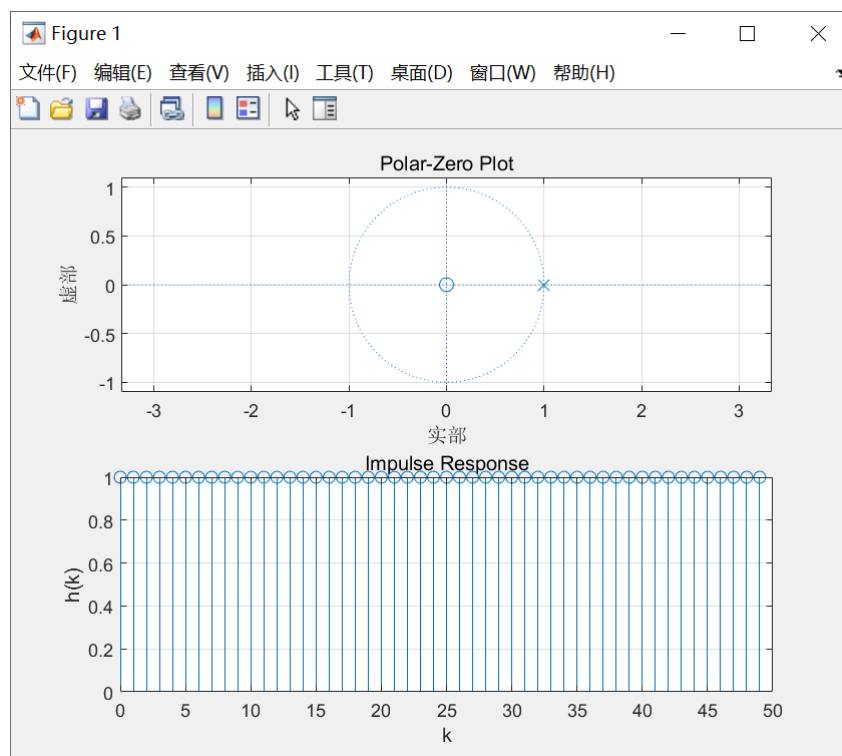 Figure 1
文件(F) 编辑(E) 查看(V) 插入(I) 工具(T) 桌面(D) 窗口(W) 帮助(H)
Polar-Zero Plot
1
0.5
0
-0.5
-1
虚部
-3 -2 -1 0 1 2 3
实部
Impulse Response
1
0.8
0.6
0.4
0.2
0
h(k)
0 5 10 15 20 25 30 35 40 45 50
k